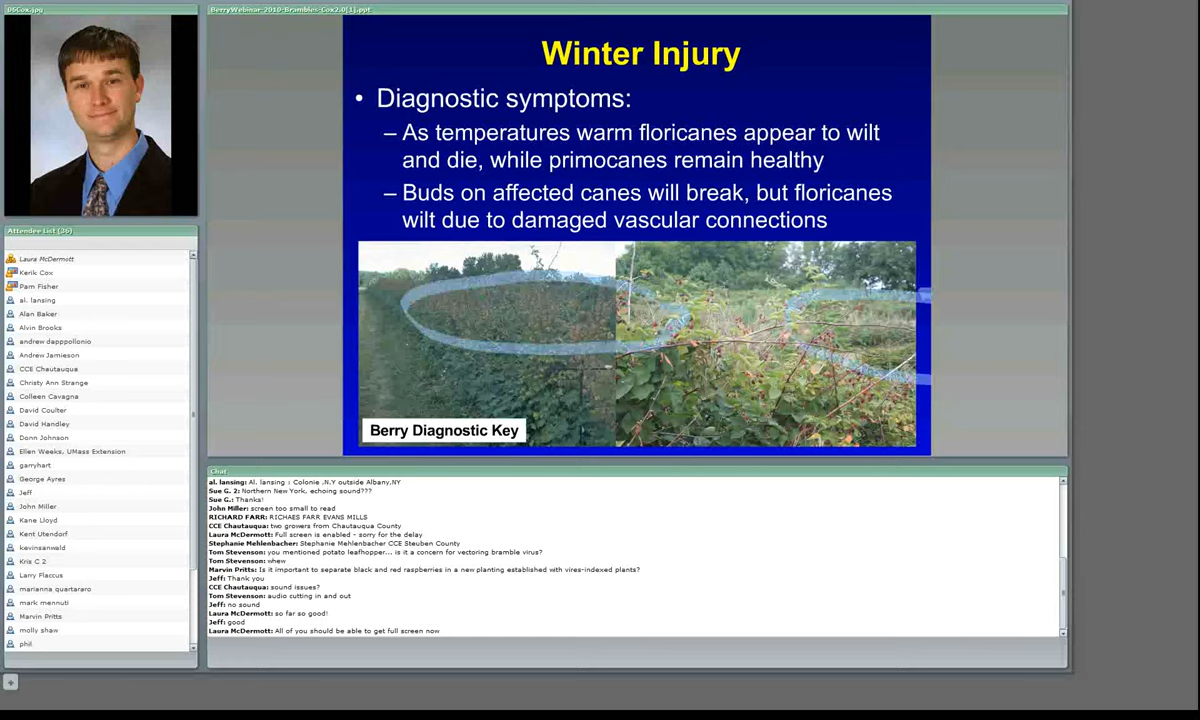 06Cox.jpg
BerryWebinar-2010-Brambles-Cox2.0[1].ppt
Winter Injury
• Diagnostic symptoms:
– As temperatures warm floricanes appear to wilt
and die, while primocanes remain healthy
– Buds on affected canes will break, but floricanes
wilt due to damaged vascular connections
Berry Diagnostic Key
Attendee List (36)
Laura McDermott
Kerik Cox
Pam Fisher
al. lansing
Alan Baker
Alvin Brooks
andrew dapppollonio
Andrew Jamieson
CCE Chautauqua
Christy Ann Strange
Colleen Cavagna
David Coulter
David Handley
Donn Johnson
Ellen Weeks, UMass Extension
garryhart
George Ayres
Jeff
John Miller
Kane Lloyd
Kent Utendorf
kevinsanwald
Kris C 2
Larry Flaccus
marianna quartararo
mark mennuti
Marvin Pritts
molly shaw
phil
Chat
al. lansing: Al. lansing : Colonie ,N.Y outside Albany,NY
Sue G. 2: Northern New York, echoing sound???
Sue G.: Thanks!
John Miller: screen too small to read
RICHARD FARR: RICHAES FARR EVANS MILLS
CCE Chautauqua: two growers from Chautauqua County
Laura McDermott: Full screen is enabled - sorry for the delay
Stephanie Mehlenbacher: Stephanie Mehlenbacher CCE Steuben County
Tom Stevenson: you mentioned potato leafhopper... is it a concern for vectoring bramble virus?
Tom Stevenson: whew
Marvin Pritts: Is it important to separate black and red raspberries in a new planting established with vires-indexed plants?
Jeff: Thank you
CCE Chautauqua: sound issues?
Tom Stevenson: audio cutting in and out
Jeff: no sound
Laura McDermott: so far so good!
Jeff: good
Laura McDermott: All of you should be able to get full screen now